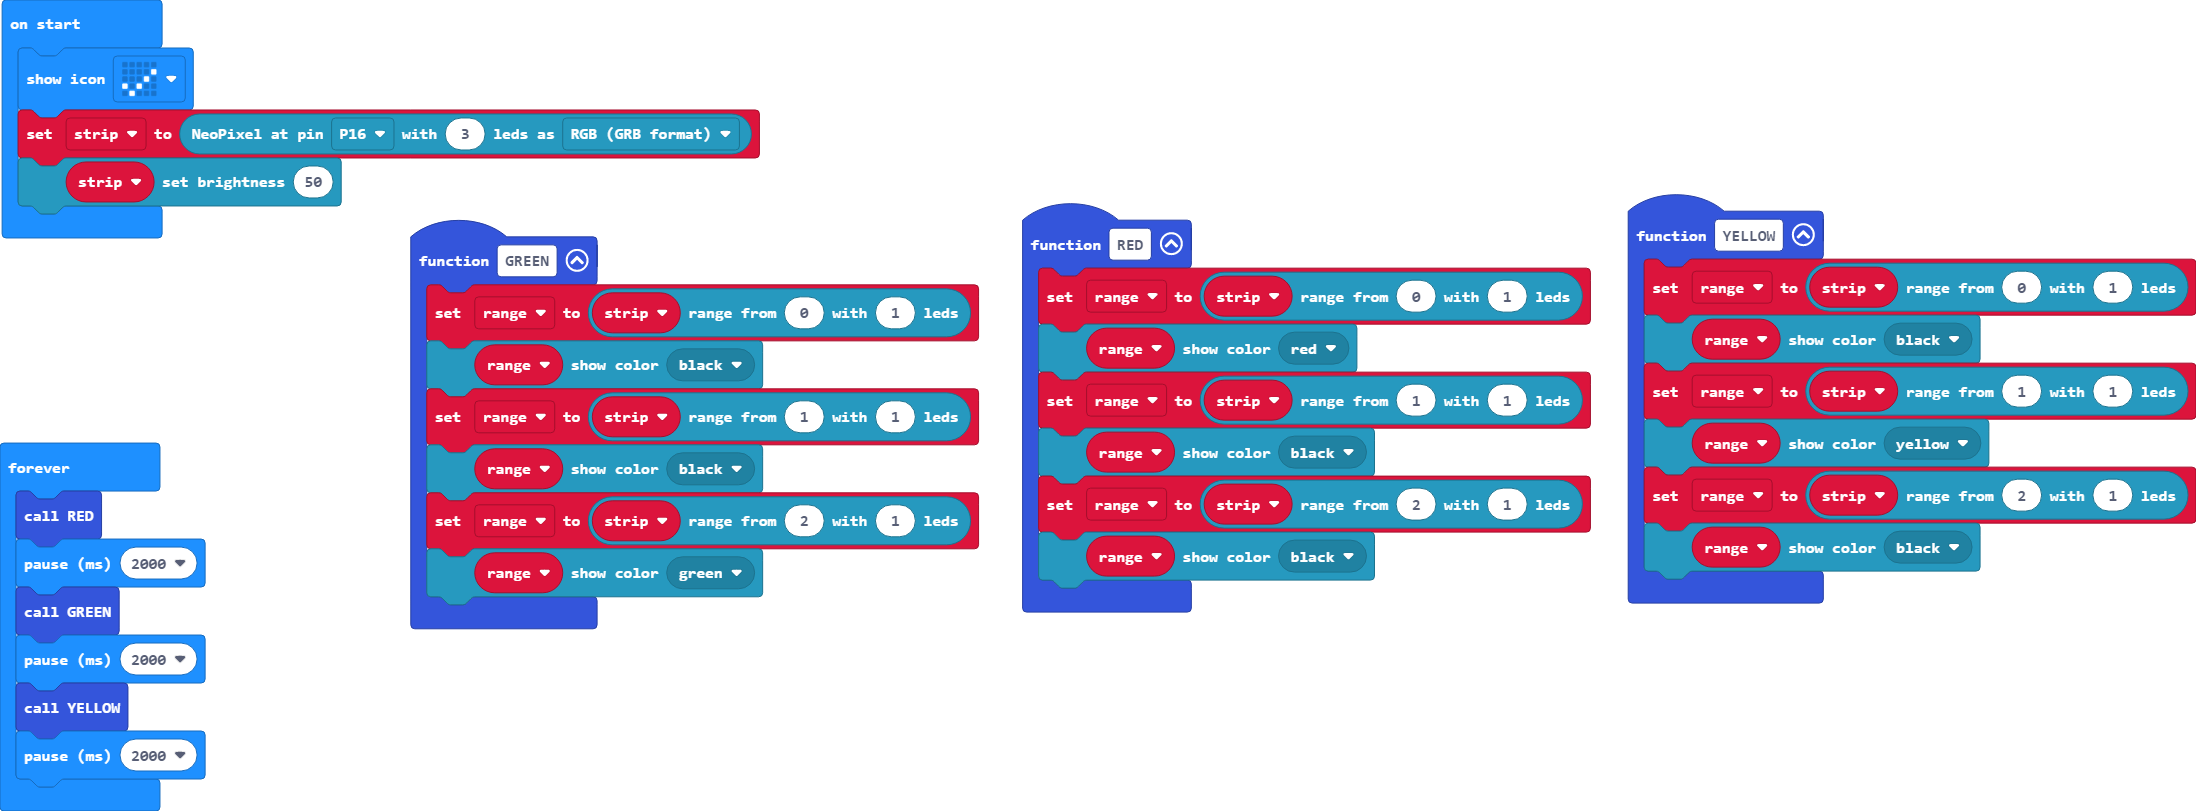 on start
show icon
set strip to NeoPixel at pin P16 with 3 leds as RGB (GRB format)
strip set brightness 50
function GREEN
set range to strip range from 0 with 1 leds
range show color black
set range to strip range from 1 with 1 leds
range show color black
set range to strip range from 2 with 1 leds
range show color green
function RED
set range to strip range from 0 with 1 leds
range show color red
set range to strip range from 1 with 1 leds
range show color black
set range to strip range from 2 with 1 leds
range show color black
function YELLOW
set range to strip range from 0 with 1 leds
range show color black
set range to strip range from 1 with 1 leds
range show color yellow
set range to strip range from 2 with 1 leds
range show color black
forever
call RED
pause (ms) 2000
call GREEN
pause (ms) 2000
call YELLOW
pause (ms) 2000